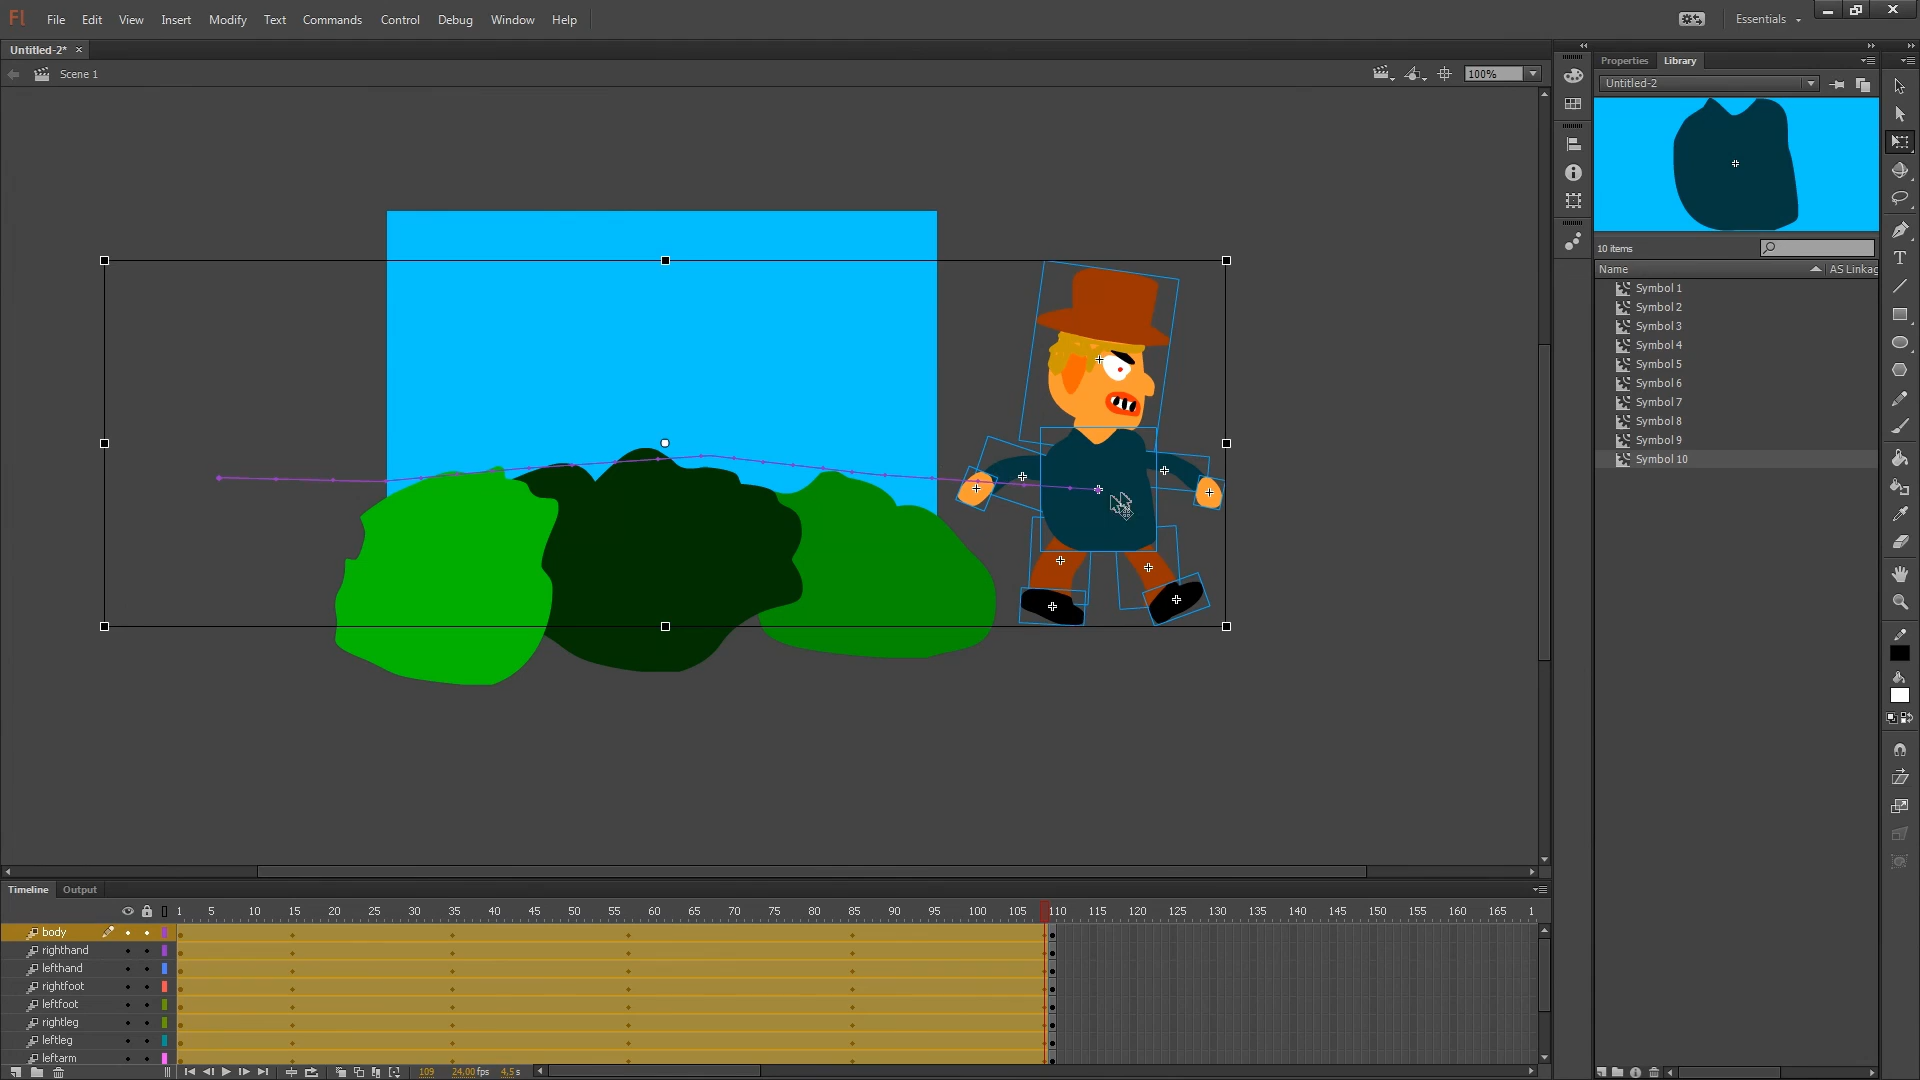 Fl File Edit View Insert Modify Text Commands Control Debug Window Help Essentials
Untitled-2*
Scene 1
100%
Properties Library
Untitled-2
10 items
Name AS Linkag
Symbol 1
Symbol 2
Symbol 3
Symbol 4
Symbol 5
Symbol 6
Symbol 7
Symbol 8
Symbol 9
Symbol 10
T
Timeline Output
1 5 10 15 20 25 30 35 40 45 50 55 60 65 70 75 80 85 90 95 100 105 110 115 120 125 130 135 140 145 150 155 160 165 1
body
righthand
lefthand
rightfoot
leftfoot
rightleg
leftleg
leftarm
109 24,00 fps 4,5 s